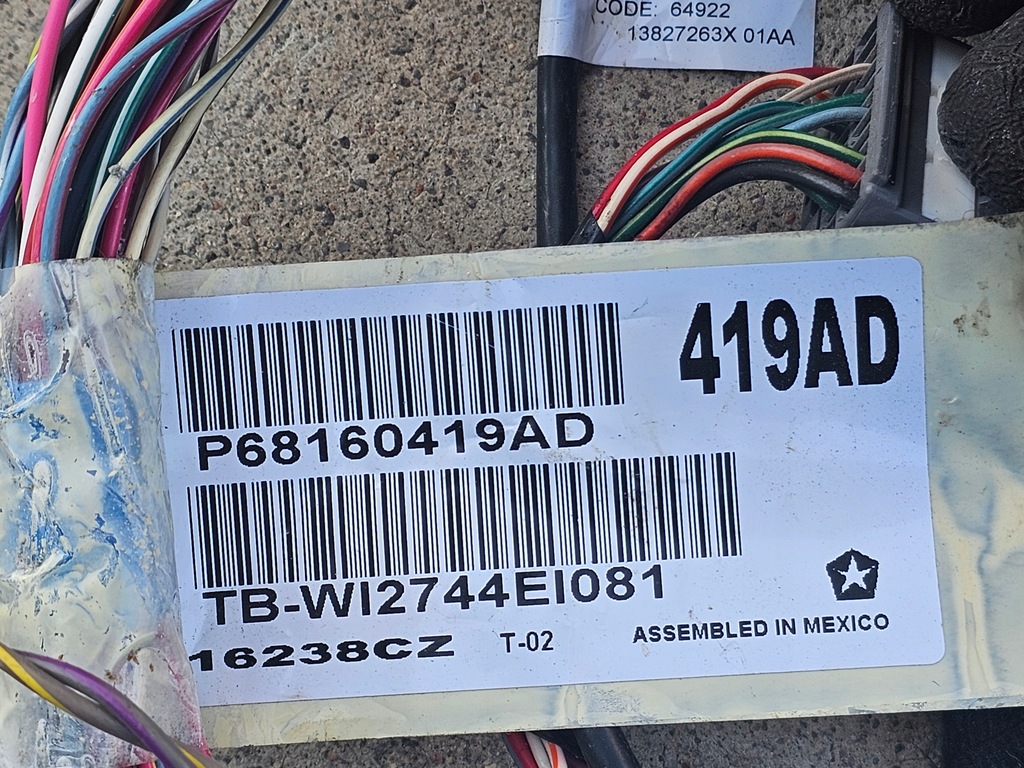 CODE: 64922
13827263X 01AA
419AD
P68160419AD
TB-WI2744EI081
16238CZ T-02 ASSEMBLED IN MEXICO